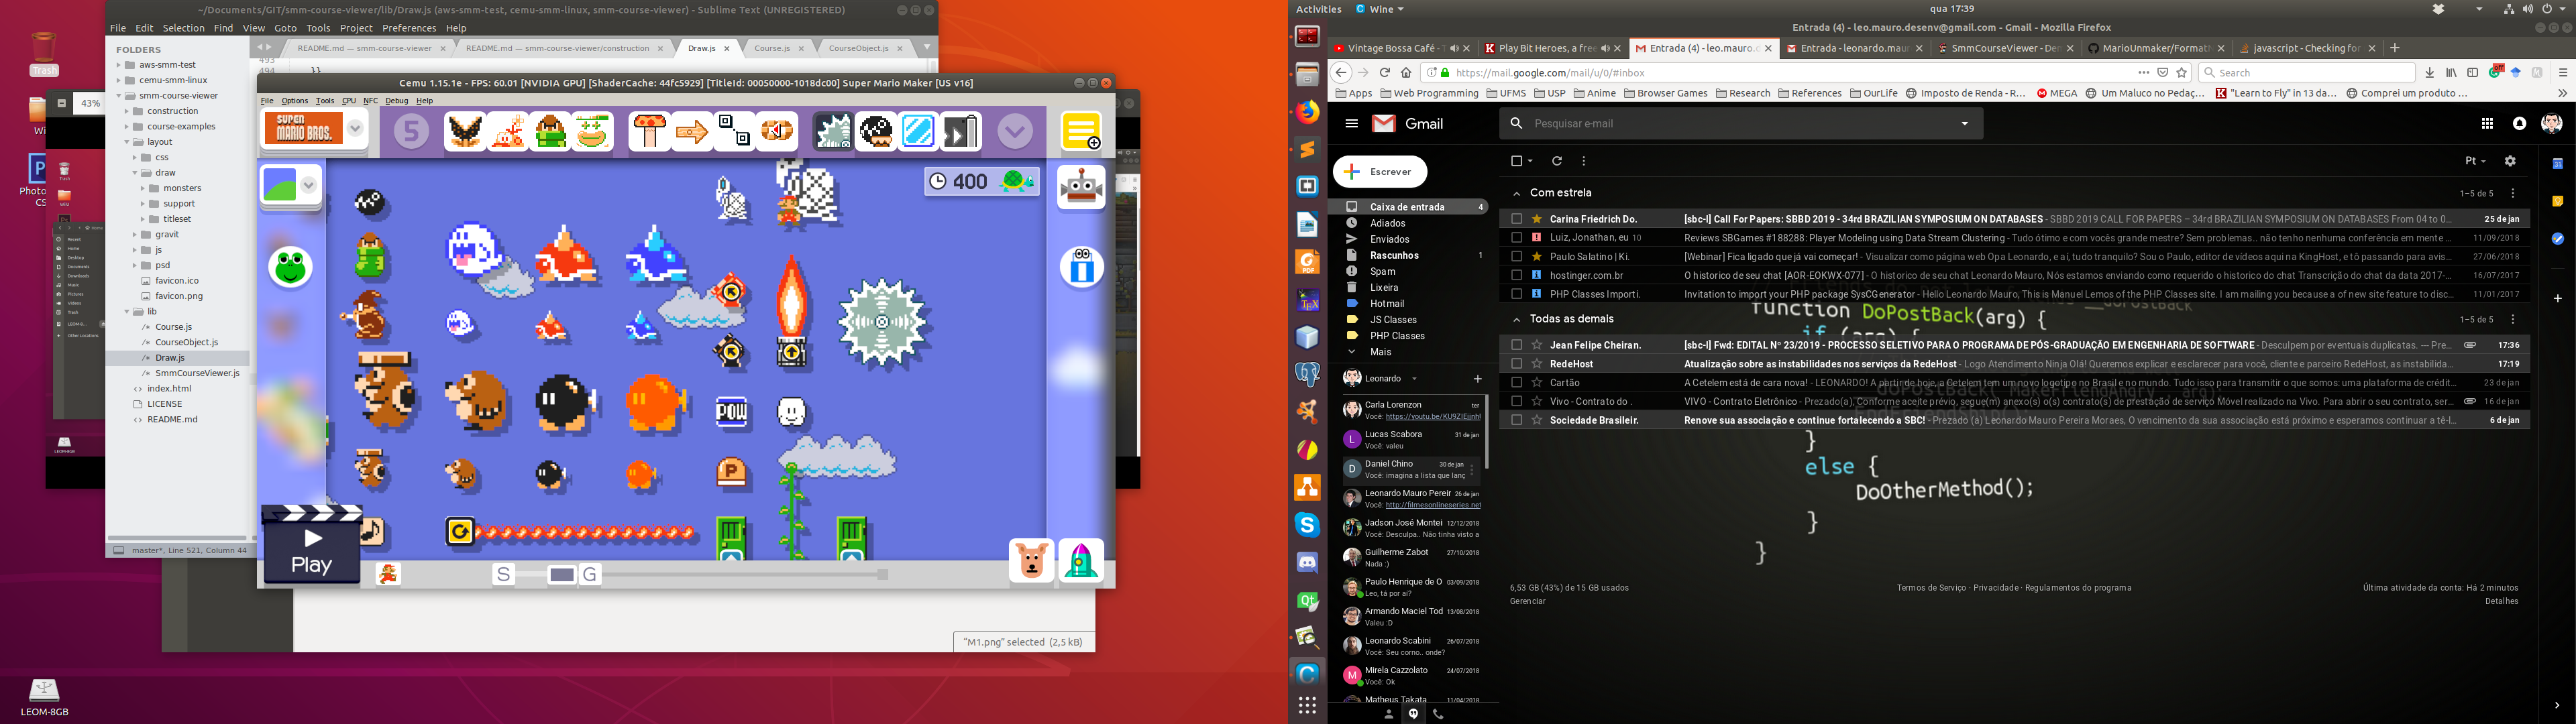 ~/Documents/GIT/smm-course-viewer/lib/Draw.js (aws-smm-test, cemu-smm-linux, smm-course-viewer) - Sublime Text (UNREGISTERED)
File Edit Selection Find View Goto Tools Project Preferences Help
FOLDERS
aws-smm-test
cemu-smm-linux
smm-course-viewer
construction
course-examples
layout
css
draw
monsters
support
titleset
gravit
js
psd
favicon.ico
favicon.png
lib
Course.js
CourseObject.js
Draw.js
SmmCourseViewer.js
index.html
LICENSE
README.md
README.md — smm-course-viewer
README.md — smm-course-viewer/construction
Draw.js
Course.js
CourseObject.js
493
494 }}
master*, Line 521, Column 44
Trash
43%
LEOM-8GB
Cemu 1.15.1e - FPS: 60.01 [NVIDIA GPU] [ShaderCache: 44fc5929] [TitleId: 00050000-1018dc00] Super Mario Maker [US v16]
File Options Tools CPU NFC Debug Help
SUPER
MARIO BROS.
5
400
POW
P
Play
S
G
"M1.png" selected (2,5 kB)
Activities
Wine
qua 17:39
Entrada (4) - leo.mauro.desenv@gmail.com - Gmail - Mozilla Firefox
Vintage Bossa Café - T
Play Bit Heroes, a free
Entrada (4) - leo.mauro.d
Entrada - leonardo.maur
SmmCourseViewer - De
MarioUnmaker/Format
javascript - Checking for
https://mail.google.com/mail/u/0/#inbox
Search
Apps
Web Programming
UFMS
USP
Anime
Browser Games
Research
References
OurLife
Imposto de Renda - R...
MEGA
Um Maluco no Pedaç...
"Learn to Fly" in 13 da...
Comprei um produto ...
Gmail
Pesquisar e-mail
Escrever
Pt
Caixa de entrada 4
Adiados
Enviados
Rascunhos 1
Spam
Lixeira
Hotmail
JS Classes
PHP Classes
Mais
Leonardo
Carla Lorenzon ter
Lucas Scabora 31 de jan
Você: valeu
Daniel Chino 30 de jan
Você: imagina a lista que lanç
Leonardo Mauro Pereir 26 de jan
Você: http://filmesonlineseries.net
Jadson José Montei 12/12/2018
Você: Desculpa.. Não tinha visto a
Guilherme Zabot 27/10/2018
Nada :)
Paulo Henrique de O 03/09/2018
Leo, tá por aí?
Armando Maciel Tod 13/08/2018
Valeu :D
Leonardo Scabini 26/07/2018
Você: Seu corno.. onde?
Mirela Cazzolato 24/07/2018
Você: Ok
Matheus Takata 11/04/2018
Com estrela
1–5 de 5
Carina Friedrich Do. [sbc-l] Call For Papers: SBBD 2019 - 34rd BRAZILIAN SYMPOSIUM ON DATABASES - SBBD 2019 CALL FOR PAPERS – 34rd BRAZILIAN SYMPOSIUM ON DATABASES From 04 to 0... 25 de jan
Luiz, Jonathan, eu 10 Reviews SBGames #188288: Player Modeling using Data Stream Clustering - Tudo ótimo e com vocês grande mestre? Sem problemas.. não tenho nenhuma conferência em mente ... 11/09/2018
Paulo Salatino | Ki. [Webinar] Fica ligado que já vai começar! - Visualizar como página web Opa Leonardo, e aí, tudo tranquilo? Sou o Paulo, editor de vídeos aqui na KingHost, e tô passando para avis... 27/06/2018
hostinger.com.br O historico de seu chat [AOR-EOKWX-077] - O historico de seu chat Leonardo Mauro, Nós estamos enviando como requerido o historico do chat Transcrição do chat da data 2017-... 16/07/2017
PHP Classes Importi. Invitation to import your PHP package SysCGenerator - Hello Leonardo Mauro, This is Manuel Lemos of the PHP Classes site. I am mailing you because a of new site feature to disc... 11/01/2017
function DoPostBack(arg) {
Todas as demais
1–5 de 5
Jean Felipe Cheiran. [sbc-l] Fwd: EDITAL Nº 23/2019 - PROCESSO SELETIVO PARA O PROGRAMA DE PÓS-GRADUAÇÃO EM ENGENHARIA DE SOFTWARE - Desculpem por eventuais duplicatas. --- Pre... 17:36
RedeHost Atualização sobre as instabilidades nos serviços da RedeHost - Logo Atendimento Ninja Olá! Queremos explicar e esclarecer para você, cliente e parceiro RedeHost, as instabilida... 17:19
Cartão A Cetelem está de cara nova! - LEONARDO! A partir de hoje, a Cetelem tem um novo logotipo no Brasil e no mundo. Tudo isso para transmitir o que somos: uma plataforma de crédit... 23 de jan
Vivo - Contrato do . VIVO - Contrato Eletrônico - Prezado(a), Conforme aceite prévio, segue(m) anexo(s) o(s) contrato(s) de prestação de serviço Móvel realizado na Vivo. Para abrir o seu contrato, ser... 16 de jan
Sociedade Brasileir. Renove sua associação e continue fortalecendo a SBC! - Prezado (a) Leonardo Mauro Pereira Moraes, O vencimento da sua associação está próximo e esperamos continuar a tê-l... 6 de jan
}
else {
DoOtherMethod();
}
}
6,53 GB (43%) de 15 GB usados
Gerenciar
Termos de Serviço · Privacidade · Regulamentos do programa
Última atividade da conta: Há 2 minutos
Detalhes